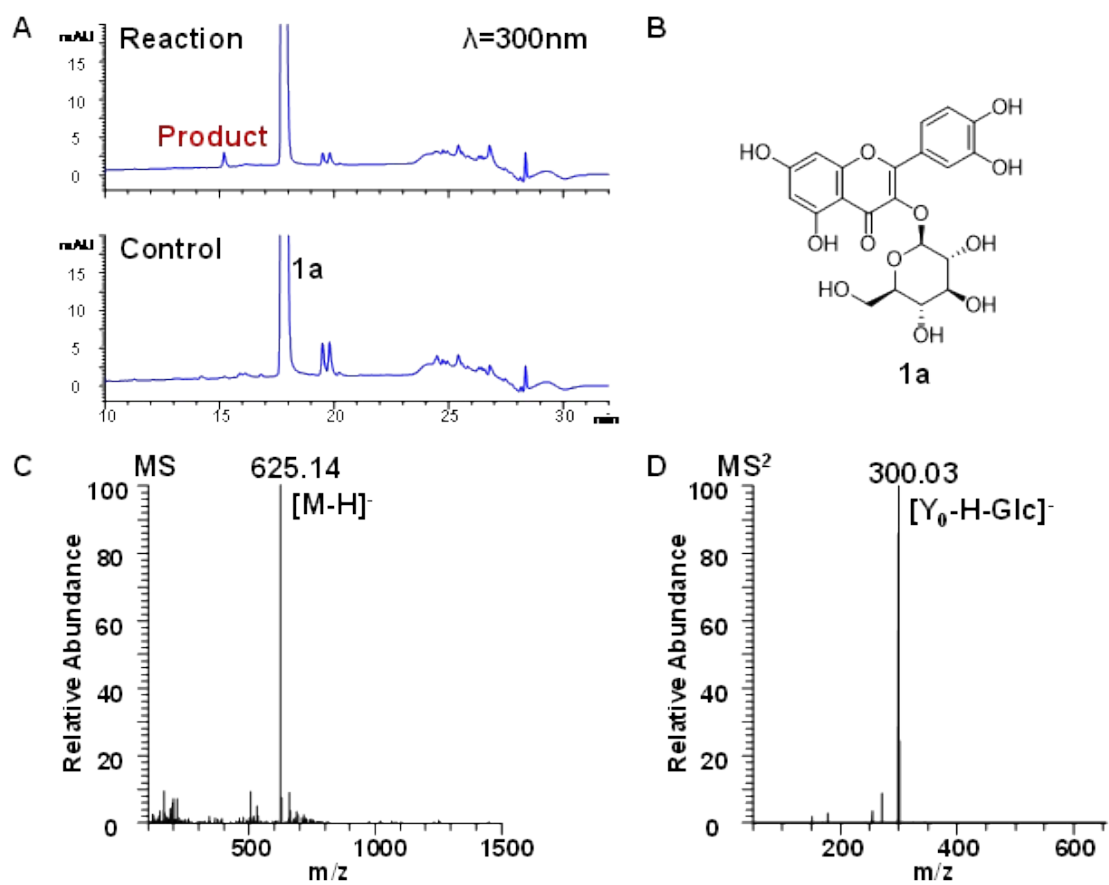 A
mAU
Reaction
λ=300nm
15
10
5
0
Product
mAU
Control
1a
15
10
5
0
10
15
20
25
30
min
B
OH
OH
HO
O
O
OH
O
O
OH
HO
OH
OH
1a
C
MS
625.14
[M-H]-
100
80
60
40
20
0
Relative Abundance
500
1000
1500
m/z
D
MS²
300.03
[Y₀-H-Glc]-
100
80
60
40
20
0
Relative Abundance
200
400
600
m/z